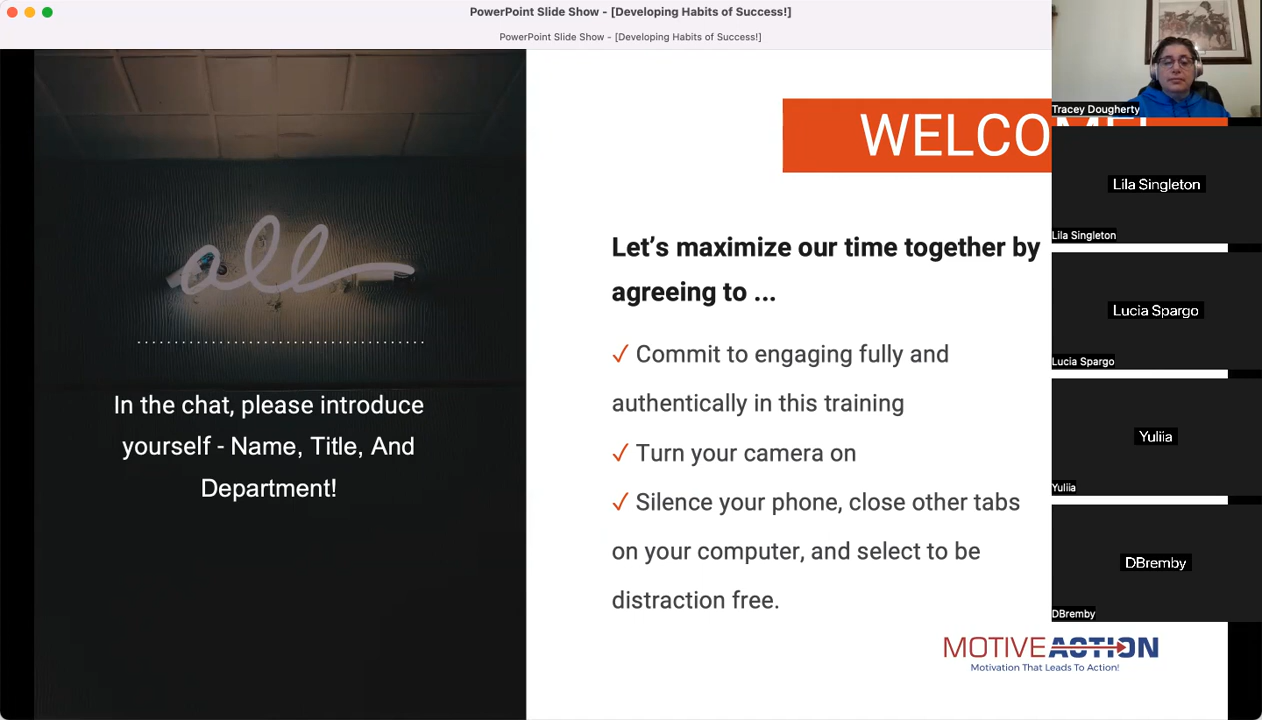 PowerPoint Slide Show - [Developing Habits of Success!]
PowerPoint Slide Show - [Developing Habits of Success!]
all
In the chat, please introduce
yourself - Name, Title, And
Department!
Let's maximize our time together by
agreeing to ...
✓ Commit to engaging fully and
authentically in this training
✓ Turn your camera on
✓ Silence your phone, close other tabs
on your computer, and select to be
distraction free.
MOTIVEACTION
Motivation That Leads To Action!
Tracey Dougherty
Lila Singleton
Lila Singleton
Lucia Spargo
Lucia Spargo
Yuliia
Yuliia
DBremby
DBremby